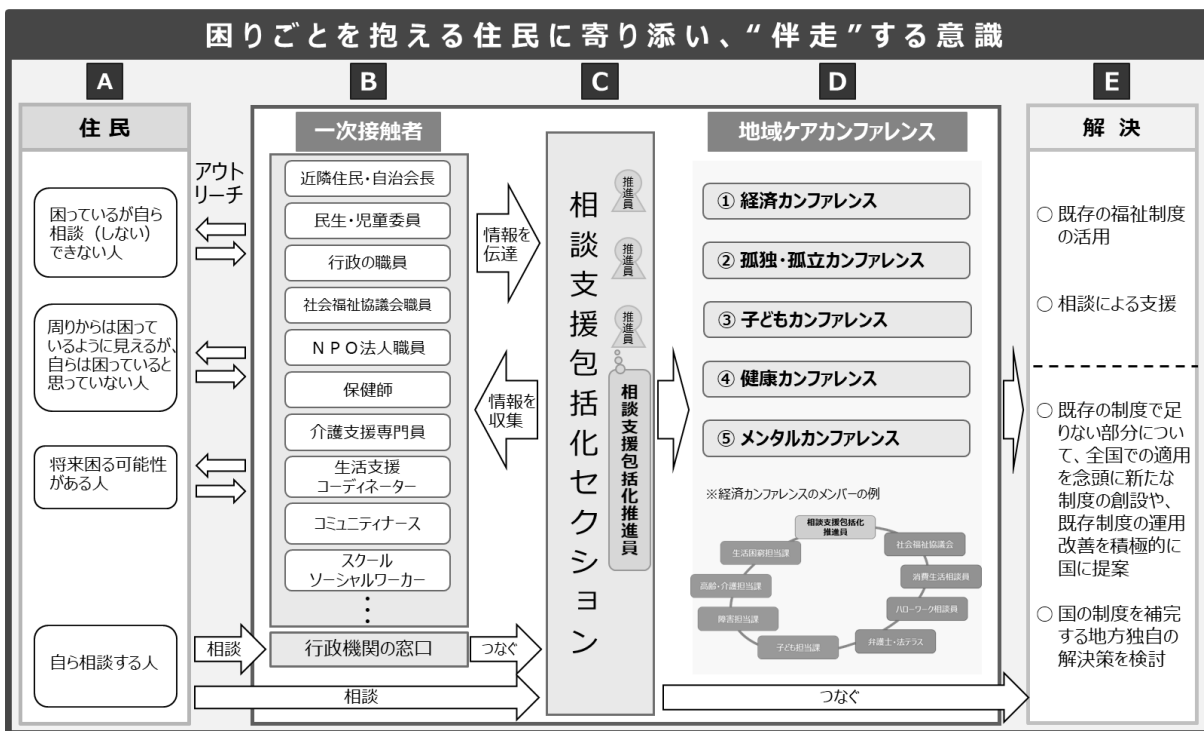 困りごとを抱える住民に寄り添い、“伴走”する意識
A
住民
困っているが自ら
相談（しない）
できない人
周りからは困って
いるように見えるが、
自らは困っていると
思っていない人
将来困る可能性
がある人
自ら相談する人
アウト
リーチ
相談
相談
B
一次接触者
近隣住民・自治会長
民生・児童委員
行政の職員
社会福祉協議会職員
ＮＰＯ法人職員
保健師
介護支援専門員
生活支援
コーディネーター
コミュニティナース
スクール
ソーシャルワーカー
⋮
行政機関の窓口
情報を
伝達
情報を
収集
つなぐ
C
相談支援包括化セクション
推進員
推進員
推進員
相談支援包括化推進員
D
地域ケアカンファレンス
① 経済カンファレンス
② 孤独・孤立カンファレンス
③ 子どもカンファレンス
④ 健康カンファレンス
⑤ メンタルカンファレンス
※経済カンファレンスのメンバーの例
相談支援包括化
推進員
社会福祉協議会
消費生活相談員
ハローワーク相談員
弁護士・法テラス
子ども担当課
障害担当課
高齢・介護担当課
生活困窮担当課
つなぐ
E
解決
○ 既存の福祉制度
の活用
○ 相談による支援
○ 既存の制度で足
りない部分につい
て、全国での適用
を念頭に新たな
制度の創設や、
既存制度の運用
改善を積極的に
国に提案
○ 国の制度を補完
する地方独自の
解決策を検討